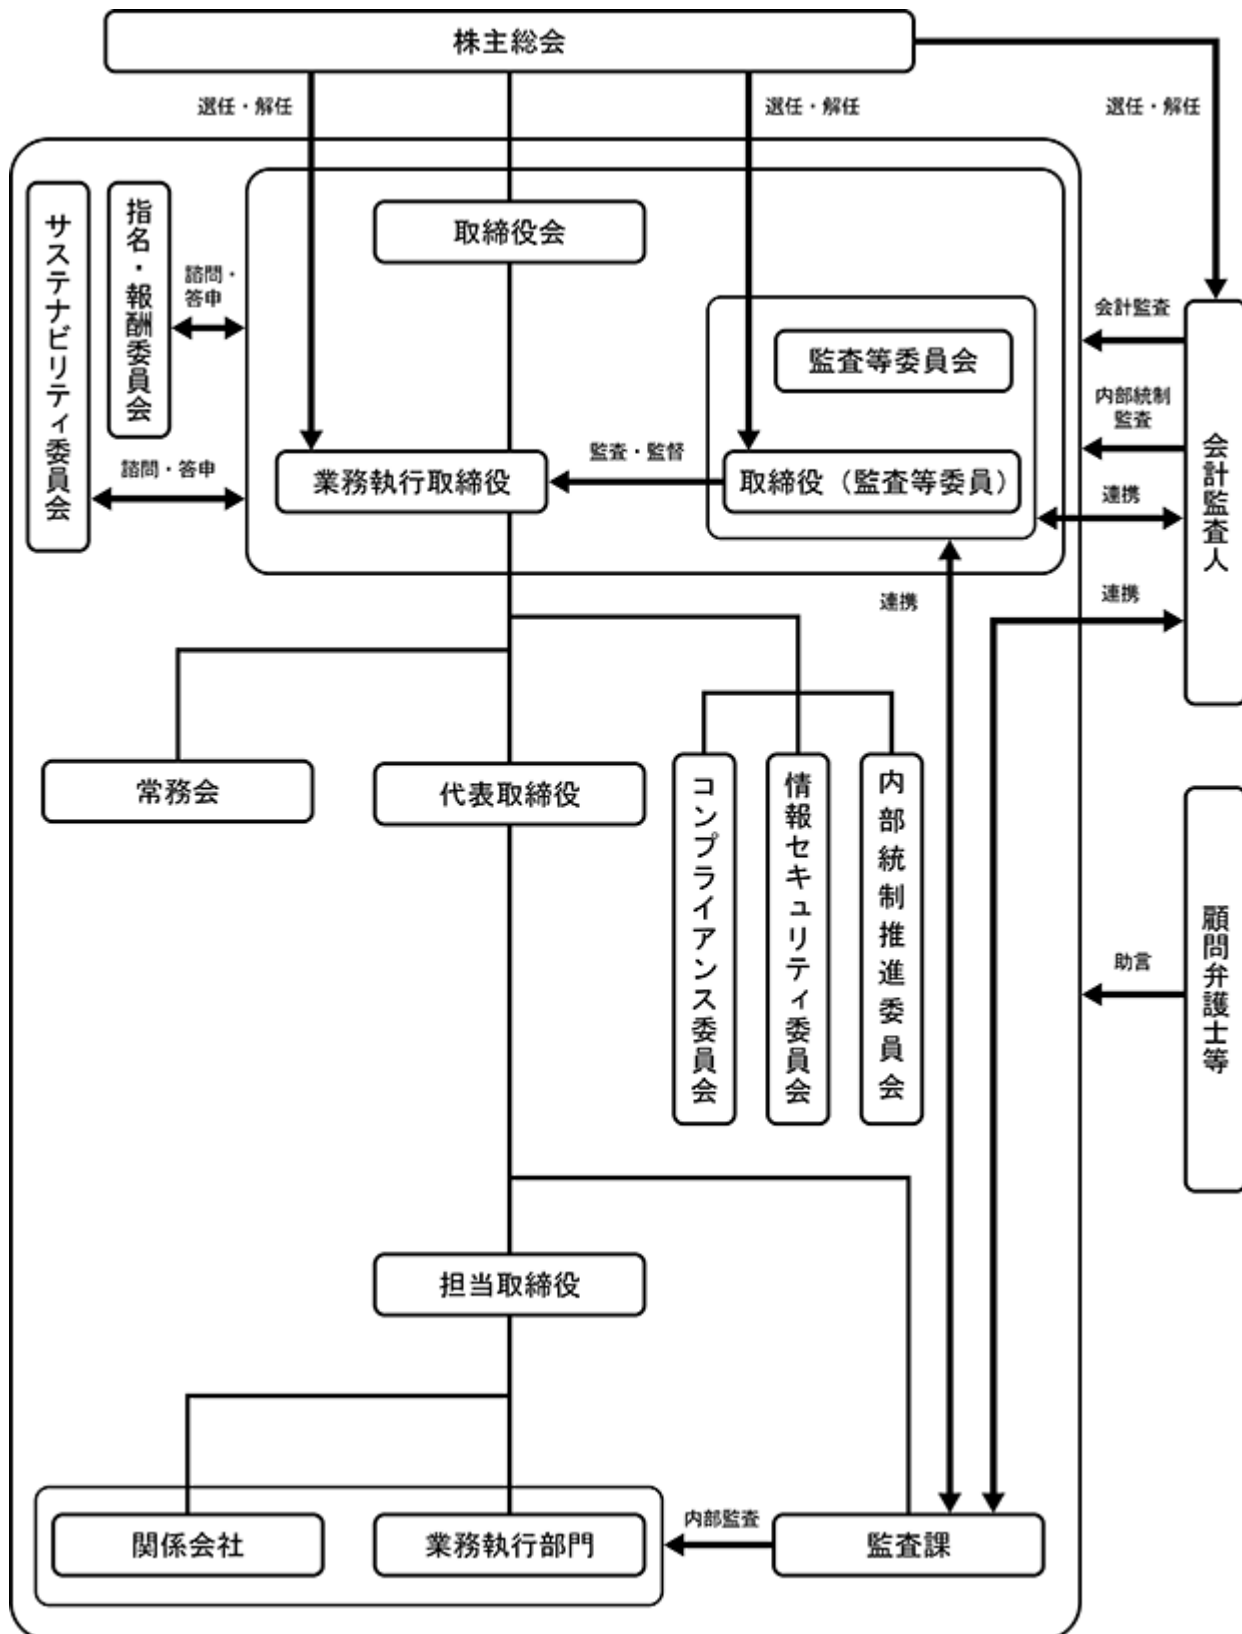 株主総会
選任・解任
選任・解任
選任・解任
サステナビリティ委員会
指名・報酬委員会
諮問・
答申
諮問・答申
取締役会
監査等委員会
業務執行取締役
監査・監督
取締役（監査等委員）
会計監査
内部統制
監査
連携
連携
会計監査人
連携
常務会
代表取締役
コンプライアンス委員会
情報セキュリティ委員会
内部統制推進委員会
助言
顧問弁護士等
担当取締役
関係会社
業務執行部門
内部監査
監査課